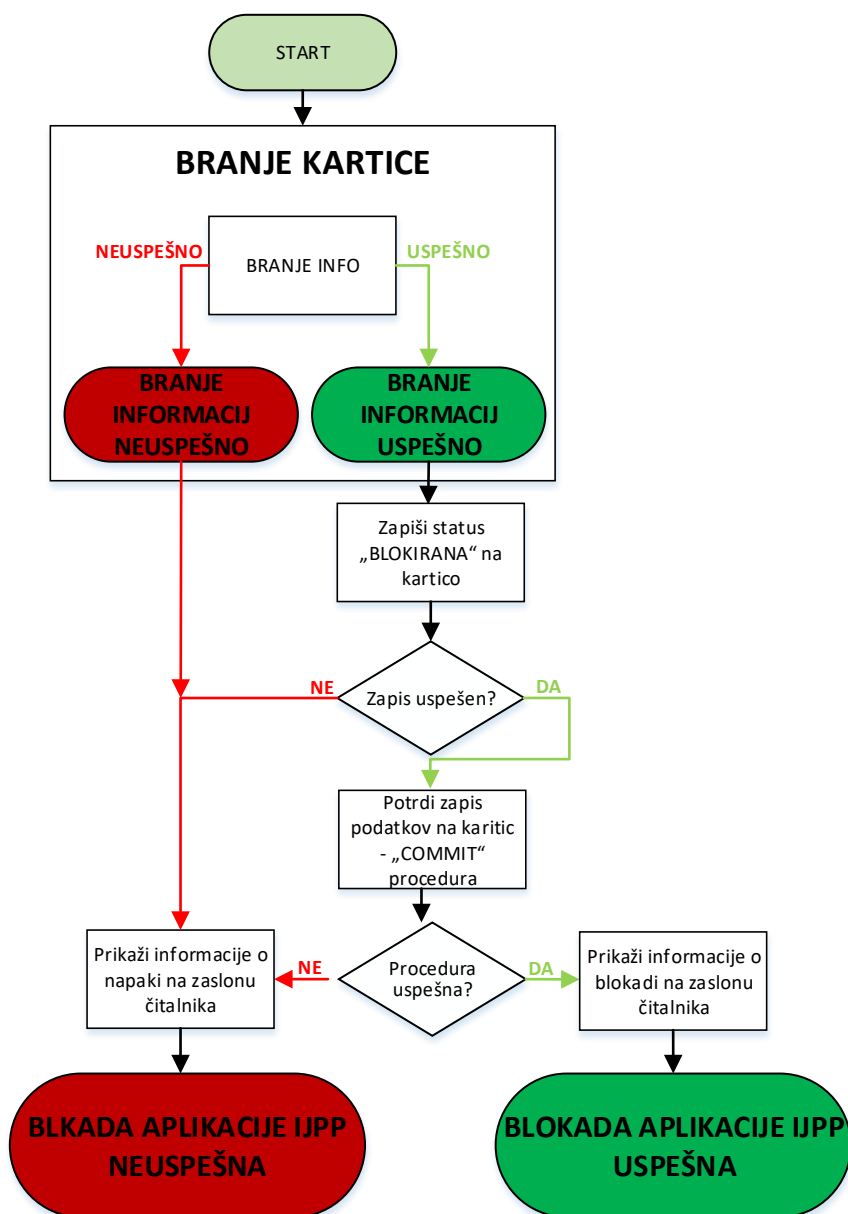 START
BRANJE KARTICE
NEUSPEŠNO
USPEŠNO
BRANJE INFO
BRANJE
INFORMACIJ
NEUSPEŠNO
BRANJE
INFORMACIJ
USPEŠNO
Zapiši status
„BLOKIRANA“ na
kartico
NE
DA
Zapis uspešen?
Potrdi zapis
podatkov na karitic
- „COMMIT“
procedura
Prikaži informacije o
napaki na zaslonu
čitalnika
NE
Procedura
uspešna?
DA
Prikaži informacije o
blokadi na zaslonu
čitalnika
BLKADA APLIKACIJE IJPP
NEUSPEŠNA
BLOKADA APLIKACIJE IJPP
USPEŠNA